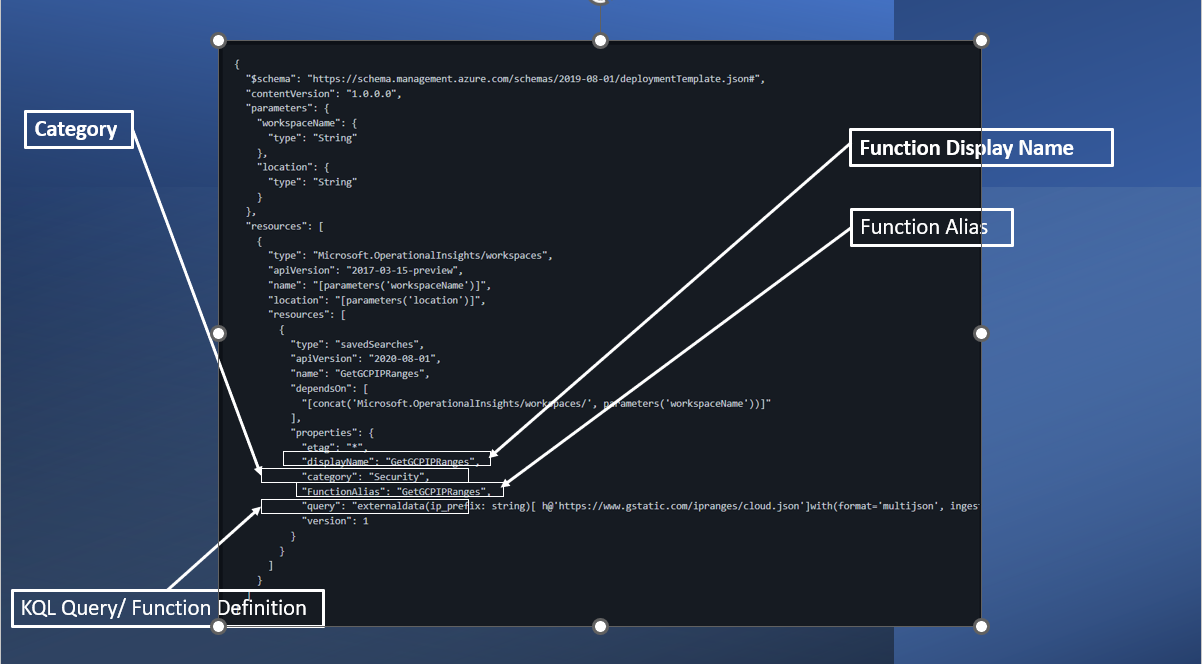 Category
Function Display Name
Function Alias
KQL Query/ Function Definition
{
"$schema": "https://schema.management.azure.com/schemas/2019-08-01/deploymentTemplate.json#",
"contentVersion": "1.0.0.0",
"parameters": {
"workspaceName": {
"type": "String"
},
"location": {
"type": "String"
}
},
"resources": [
{
"type": "Microsoft.OperationalInsights/workspaces",
"apiVersion": "2017-03-15-preview",
"name": "[parameters('workspaceName')]",
"location": "[parameters('location')]",
"resources": [
{
"type": "savedSearches",
"apiVersion": "2020-08-01",
"name": "GetGCPIPRanges",
"dependsOn": [
"[concat('Microsoft.OperationalInsights/workspaces/', parameters('workspaceName'))]"
],
"properties": {
"etag": "*",
"displayName": "GetGCPIPRanges",
"category": "Security",
"FunctionAlias": "GetGCPIPRanges",
"query": "externaldata(ip_prefix: string)[ h@'https://www.gstatic.com/ipranges/cloud.json']with(format='multijson', inges
"version": 1
}
}
]
}